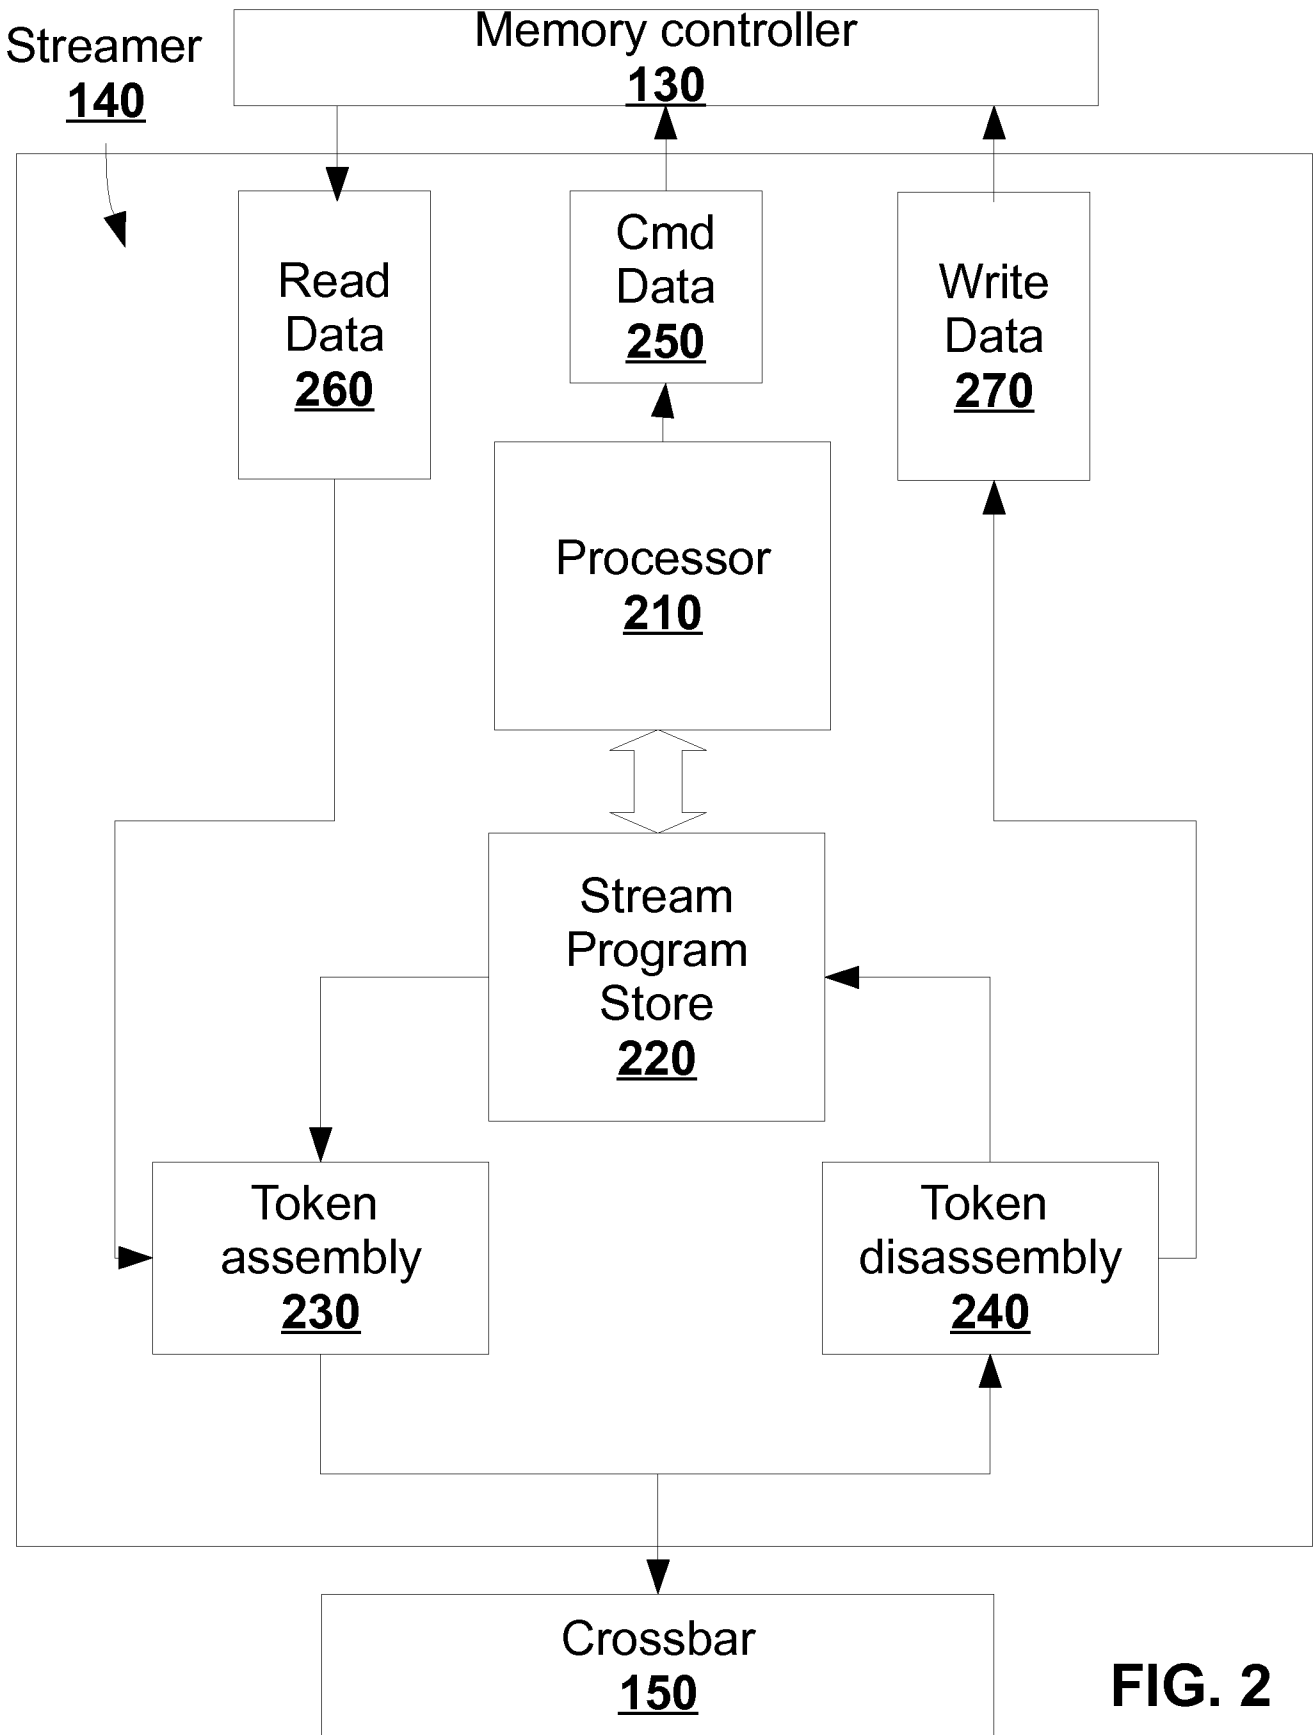 Memory controller
130
Streamer
140
Read
Data
260
Cmd
Data
250
Write
Data
270
Processor
210
Stream
Program
Store
220
Token
assembly
230
Token
disassembly
240
Crossbar
150
FIG. 2